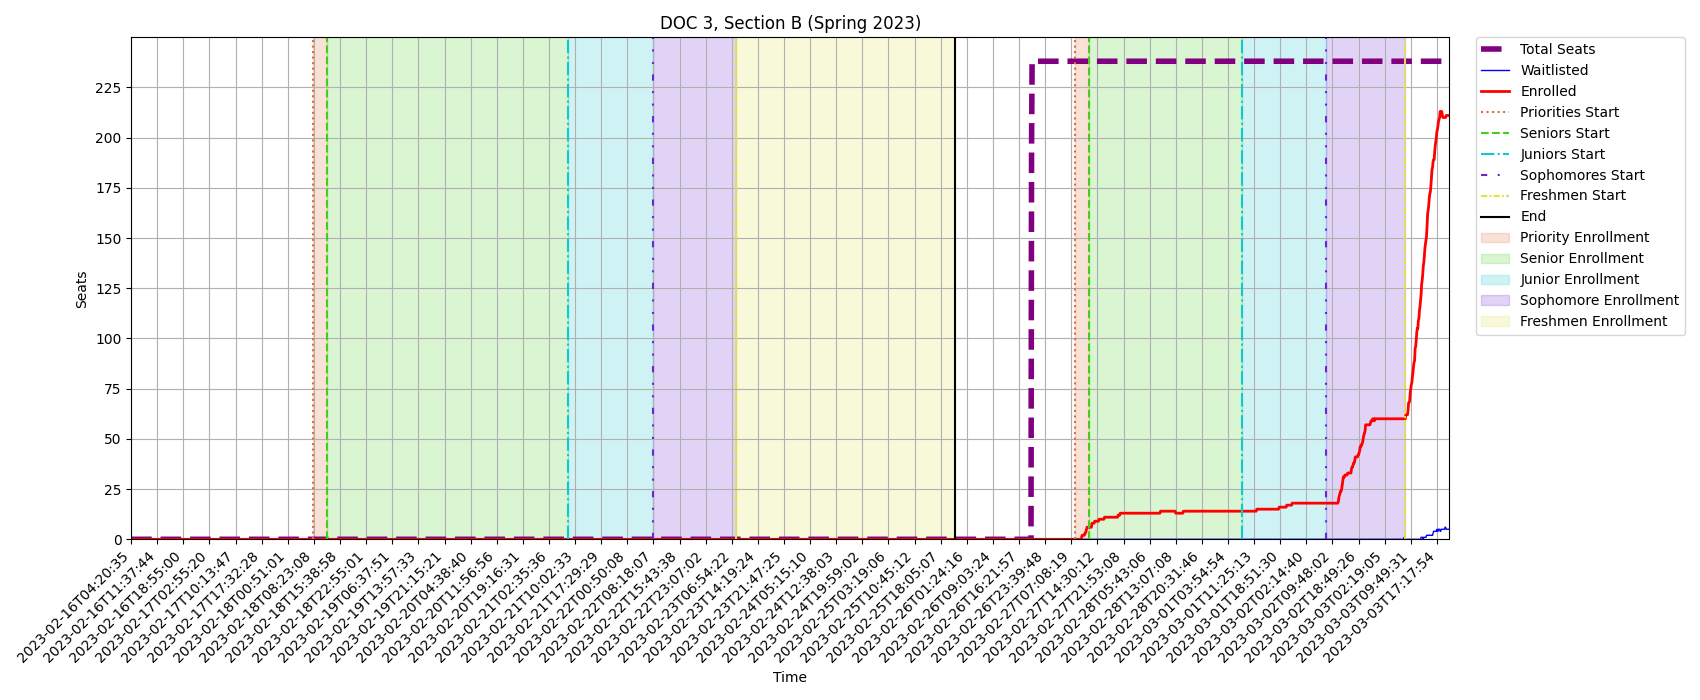 DOC 3, Section B (Spring 2023)
Seats
225
200
175
150
125
100
75
50
25
0
2023-02-16T04:20:35
2023-02-16T11:37:44
2023-02-16T18:55:00
2023-02-17T02:55:20
2023-02-17T10:13:47
2023-02-17T17:32:28
2023-02-18T00:51:01
2023-02-18T08:23:08
2023-02-18T15:38:58
2023-02-18T22:55:01
2023-02-19T06:37:51
2023-02-19T13:57:33
2023-02-19T21:15:21
2023-02-20T04:38:40
2023-02-20T11:56:56
2023-02-20T19:16:31
2023-02-21T02:35:36
2023-02-21T10:02:33
2023-02-21T17:29:29
2023-02-22T00:50:08
2023-02-22T08:18:07
2023-02-22T15:43:38
2023-02-22T23:07:02
2023-02-23T06:54:22
2023-02-23T14:19:24
2023-02-23T21:47:25
2023-02-24T05:15:10
2023-02-24T12:38:03
2023-02-24T19:59:02
2023-02-25T03:19:06
2023-02-25T10:45:12
2023-02-25T18:05:07
2023-02-26T01:24:16
2023-02-26T09:03:24
2023-02-26T16:21:57
2023-02-26T23:39:48
2023-02-27T07:08:19
2023-02-27T14:30:12
2023-02-27T21:53:08
2023-02-28T05:43:06
2023-02-28T13:07:08
2023-02-28T20:31:46
2023-03-01T03:54:54
2023-03-01T11:25:13
2023-03-01T18:51:30
2023-03-02T02:14:40
2023-03-02T09:48:02
2023-03-02T18:49:26
2023-03-03T02:19:05
2023-03-03T09:49:31
2023-03-03T17:17:54
Time
Total Seats
Waitlisted
Enrolled
Priorities Start
Seniors Start
Juniors Start
Sophomores Start
Freshmen Start
End
Priority Enrollment
Senior Enrollment
Junior Enrollment
Sophomore Enrollment
Freshmen Enrollment